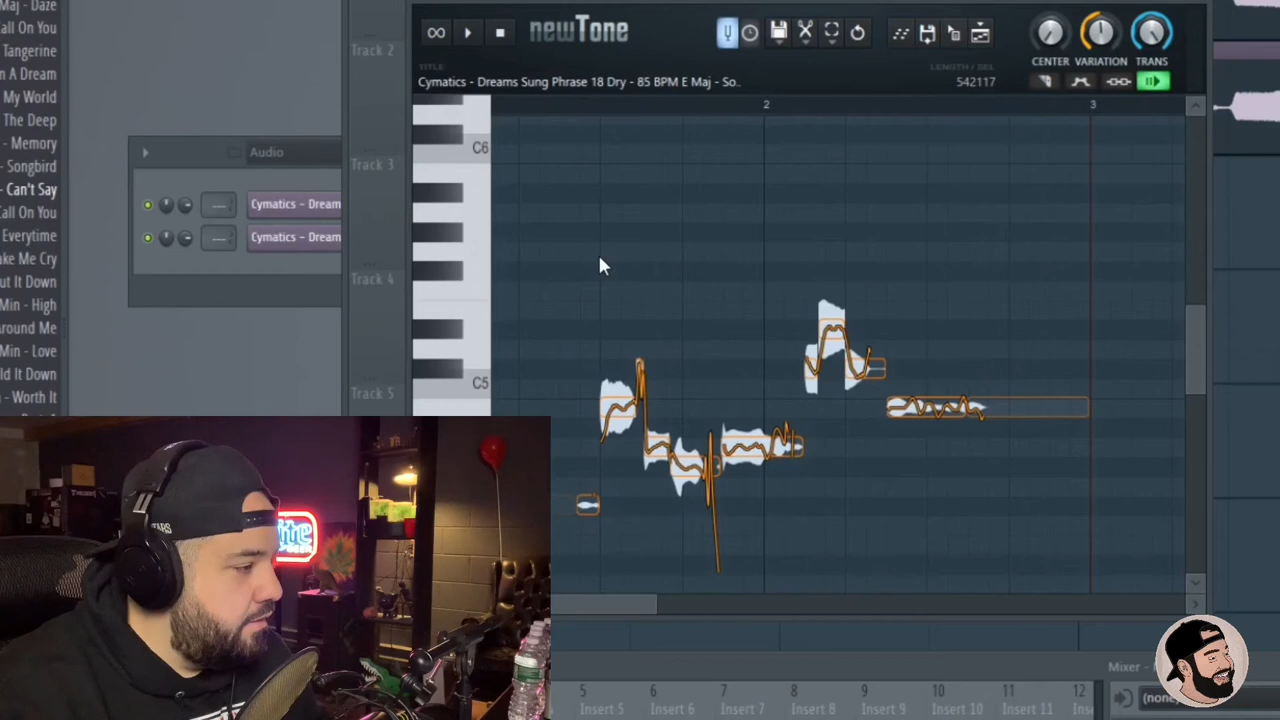 - Daze
Call On You
Tangerine
n A Dream
My World
The Deep
- Memory
- Songbird
- Can't Say
Call On You
Everytime
ake Me Cry
ut It Down
Min - High
Around Me
Min - Love
ld It Down
- Worth It
Audio
Cymatics - Dream
Cymatics - Dream
Track 2
Track 3
Track 4
Track 5
newTone
TITLE
Cymatics - Dreams Sung Phrase 18 Dry - 85 BPM E Maj - So..
LENGTH / SEL
542117
CENTER VARIATION TRANS
2 3
C6
C5
Mixer -
5 6 7 8 9 10 11 12
Insert 5 Insert 6 Insert 7 Insert 8 Insert 9 Insert 10 Insert 11 Ins
(none)